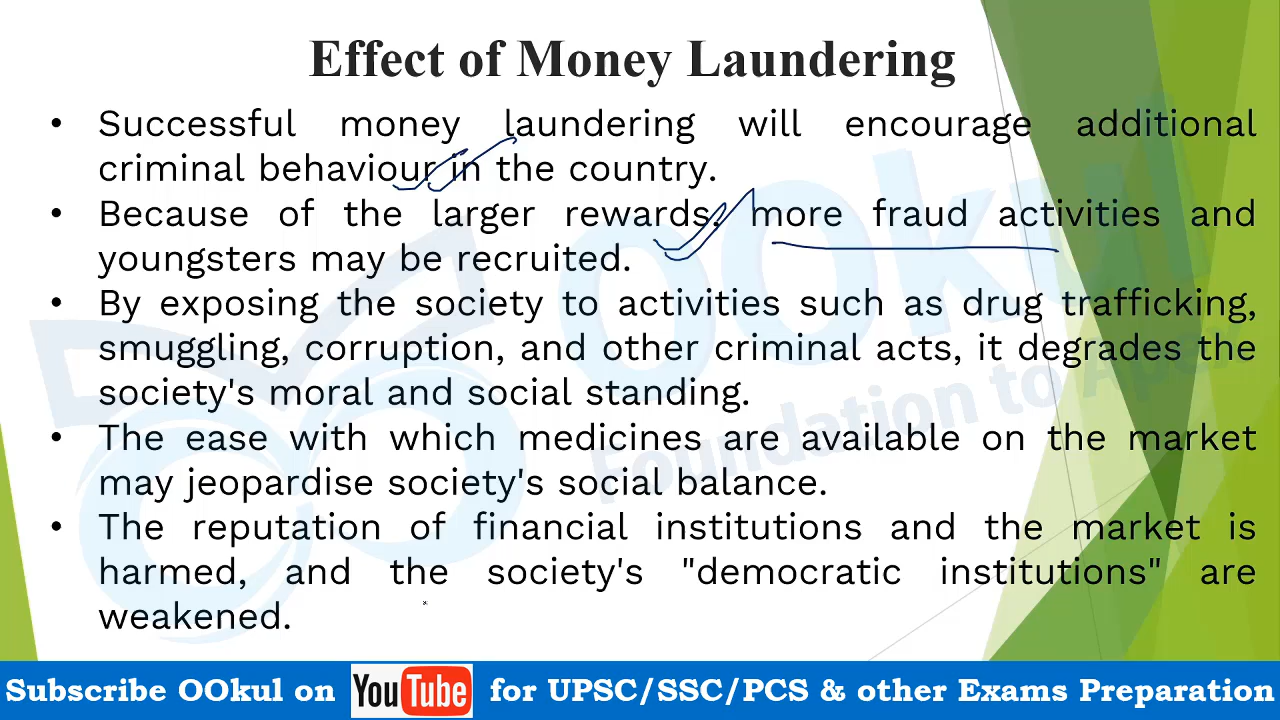 Effect of Money Laundering
• Successful money laundering will encourage additional
criminal behaviour in the country.
• Because of the larger rewards, more fraud activities and
youngsters may be recruited.
• By exposing the society to activities such as drug trafficking,
smuggling, corruption, and other criminal acts, it degrades the
society's moral and social standing.
• The ease with which medicines are available on the market
may jeopardise society's social balance.
• The reputation of financial institutions and the market is
harmed, and the society's "democratic institutions" are
weakened.
OOkul
Foundation to
Subscribe OOkul on YouTube for UPSC/SSC/PCS & other Exams Preparation